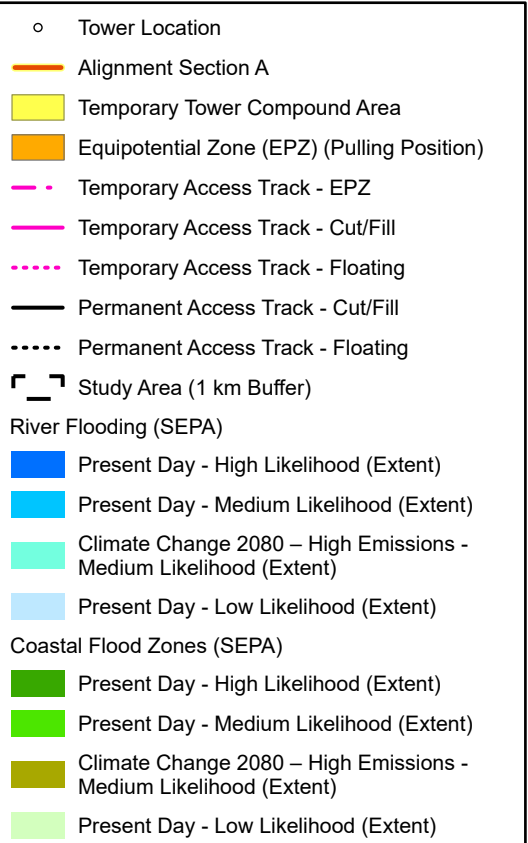 Tower Location
Alignment Section A
Temporary Tower Compound Area
Equipotential Zone (EPZ) (Pulling Position)
Temporary Access Track - EPZ
Temporary Access Track - Cut/Fill
Temporary Access Track - Floating
Permanent Access Track - Cut/Fill
Permanent Access Track - Floating
Study Area (1 km Buffer)
River Flooding (SEPA)
Present Day - High Likelihood (Extent)
Present Day - Medium Likelihood (Extent)
Climate Change 2080 – High Emissions -
Medium Likelihood (Extent)
Present Day - Low Likelihood (Extent)
Coastal Flood Zones (SEPA)
Present Day - High Likelihood (Extent)
Present Day - Medium Likelihood (Extent)
Climate Change 2080 – High Emissions -
Medium Likelihood (Extent)
Present Day - Low Likelihood (Extent)